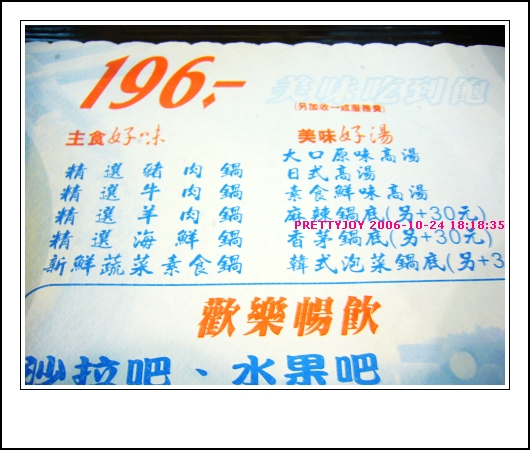 196.-
美味吃到飽
(另加收一成服務費)
主食好味
精選豬肉鍋
精選牛肉鍋
精選羊肉鍋
精選海鮮鍋
新鮮蔬菜素食鍋
美味好湯
大口原味高湯
日式高湯
素食鮮味高湯
麻辣鍋底(另+30元)
香茅鍋底(另+30元)
韓式泡菜鍋底(另+3
PRETTYJOY 2006-10-24 18:18:35
歡樂暢飲
沙拉吧、水果吧